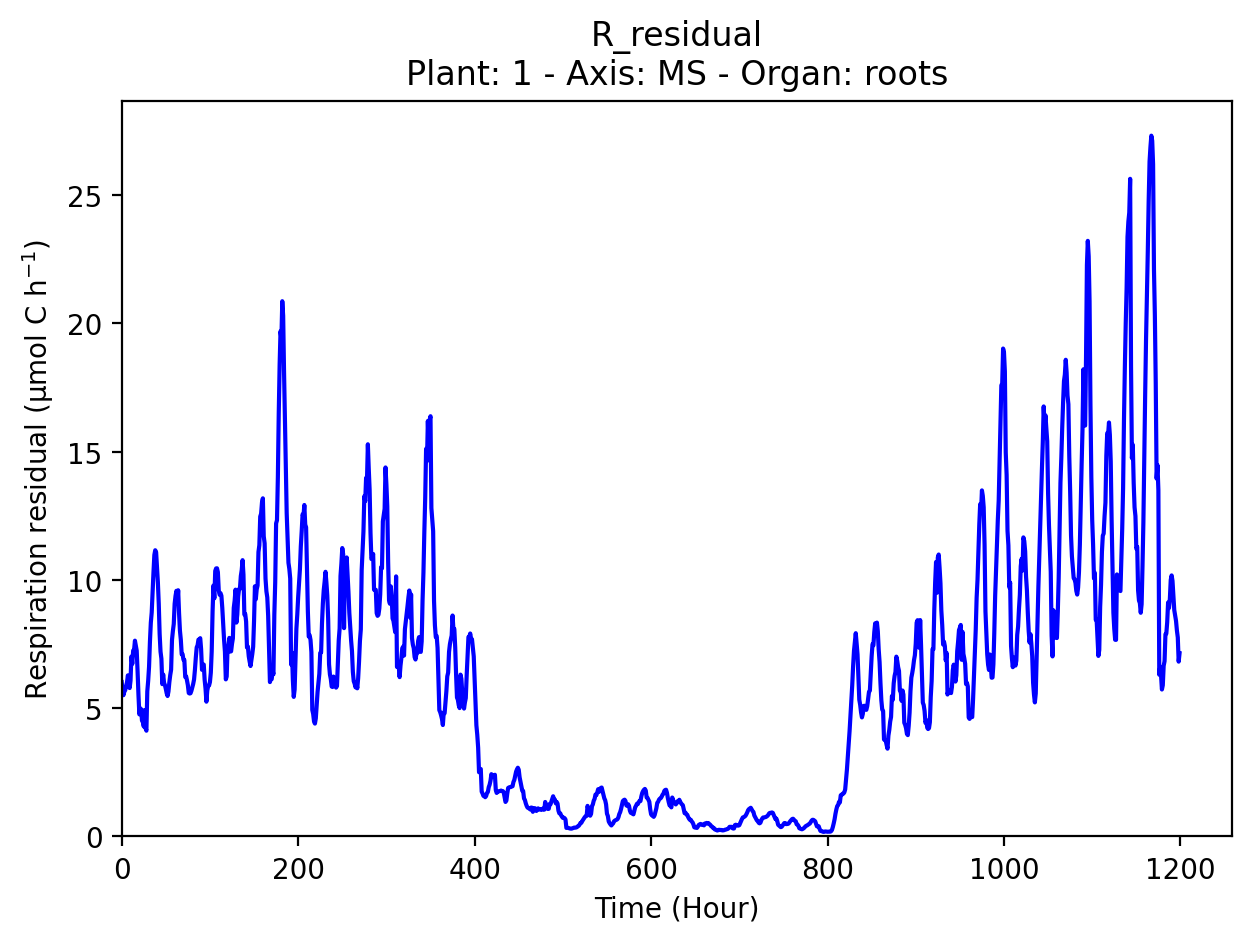 R_residual
Plant: 1 - Axis: MS - Organ: roots
Respiration residual (µmol C h⁻¹)
25
20
15
10
5
0
0 200 400 600 800 1000 1200
Time (Hour)